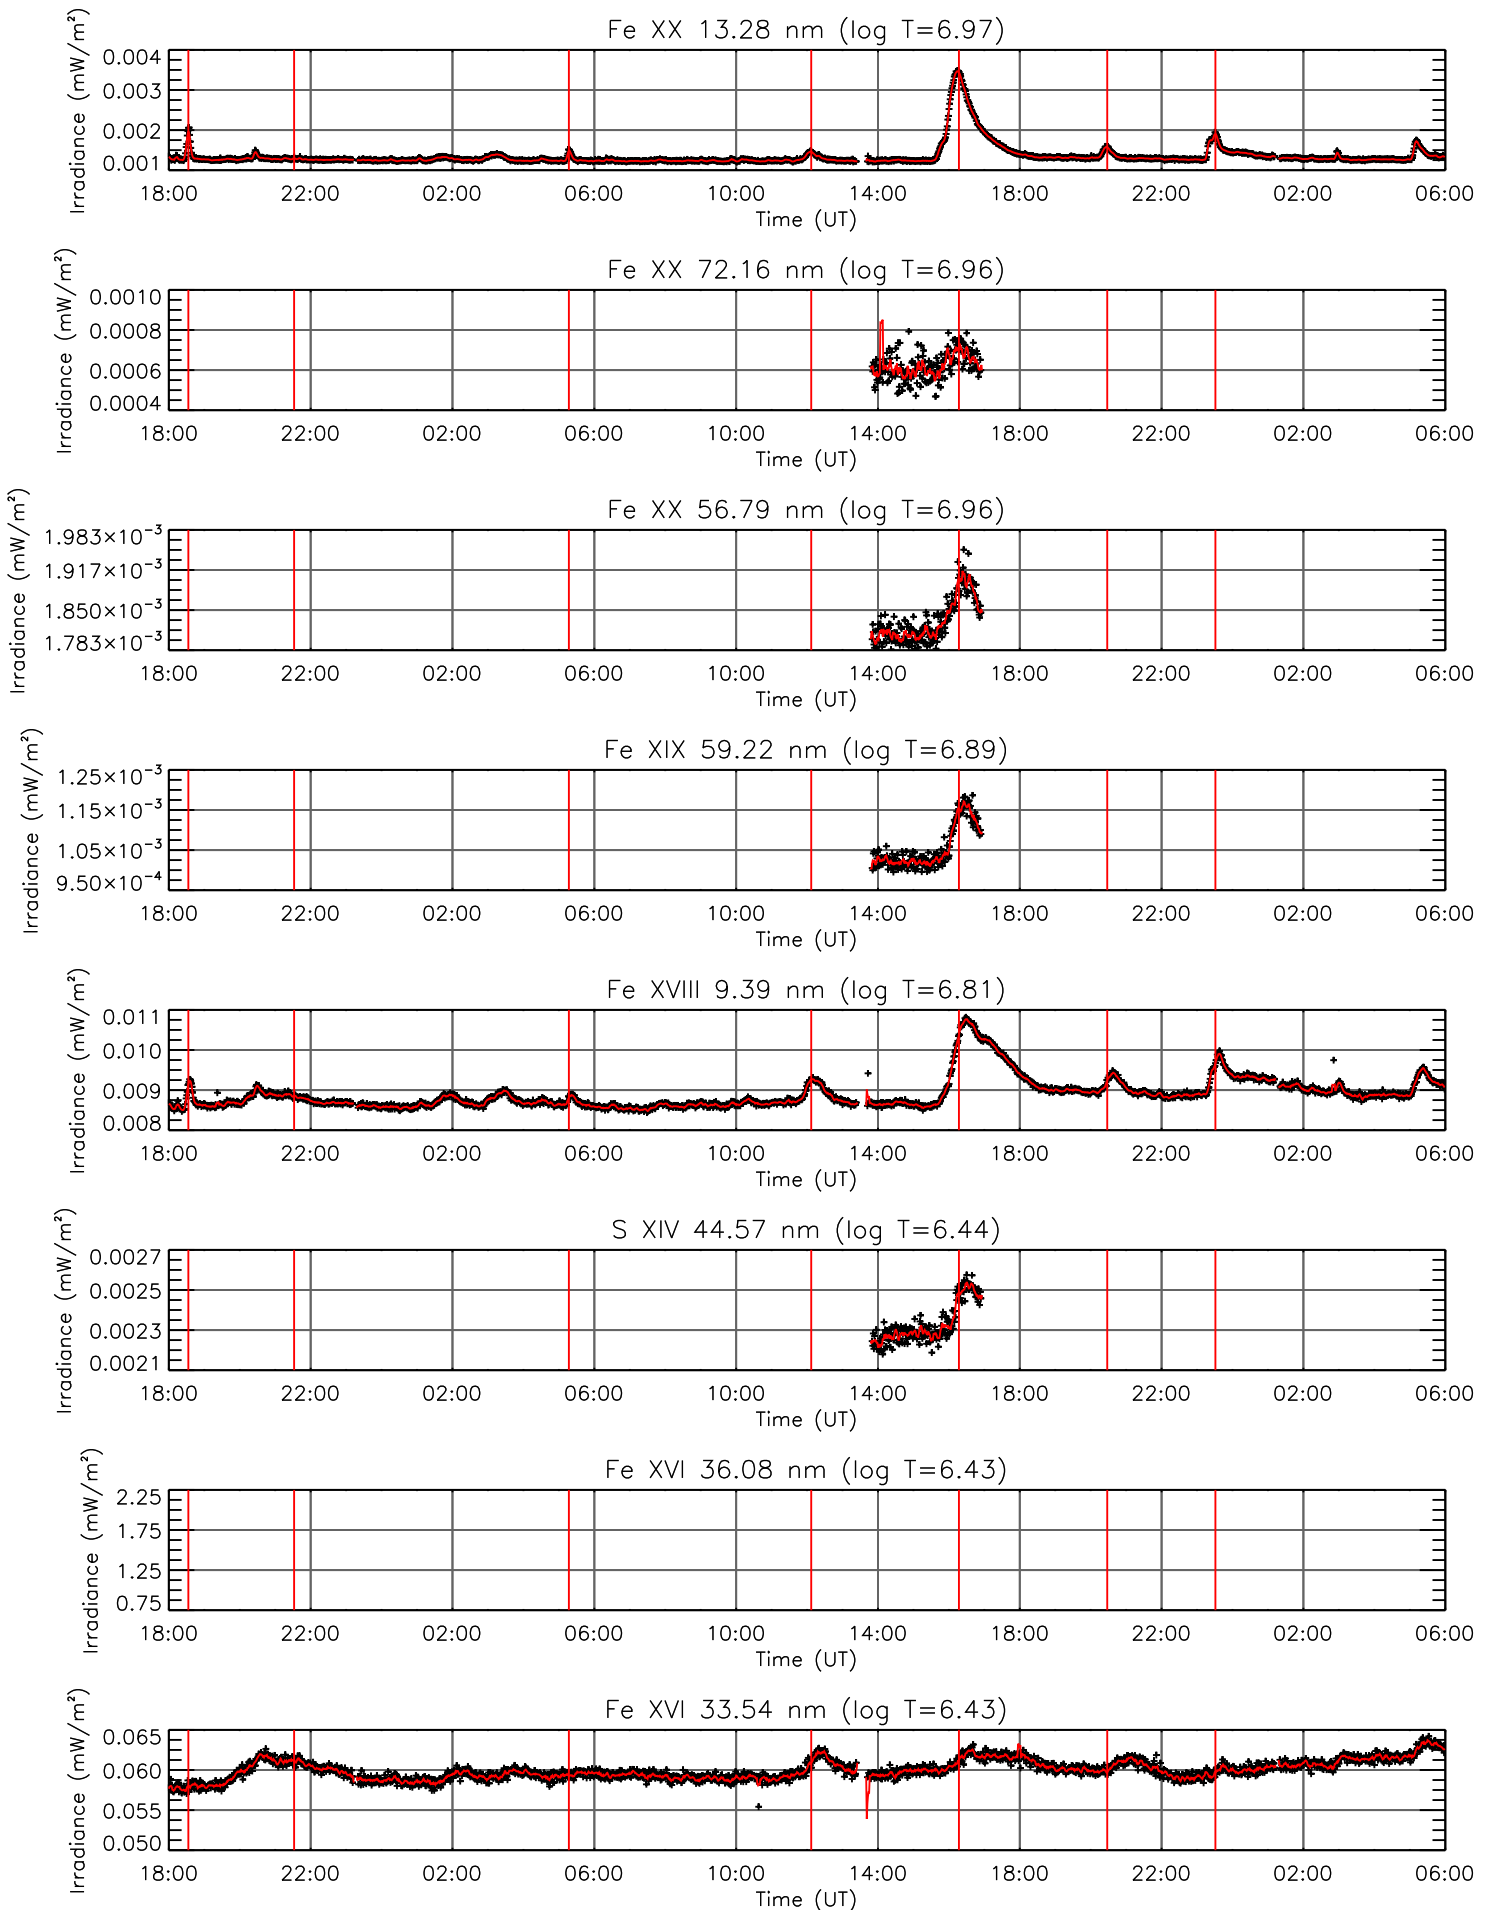 Fe XX 13.28 nm (log T=6.97)
Irradiance (mW/m²)
0.004
0.003
0.002
0.001
18:00 22:00 02:00 06:00 10:00 14:00 18:00 22:00 02:00 06:00
Time (UT)
Fe XX 72.16 nm (log T=6.96)
Irradiance (mW/m²)
0.0010
0.0008
0.0006
0.0004
18:00 22:00 02:00 06:00 10:00 14:00 18:00 22:00 02:00 06:00
Time (UT)
Fe XX 56.79 nm (log T=6.96)
Irradiance (mW/m²)
1.983×10⁻³
1.917×10⁻³
1.850×10⁻³
1.783×10⁻³
18:00 22:00 02:00 06:00 10:00 14:00 18:00 22:00 02:00 06:00
Time (UT)
Fe XIX 59.22 nm (log T=6.89)
Irradiance (mW/m²)
1.25×10⁻³
1.15×10⁻³
1.05×10⁻³
9.50×10⁻⁴
18:00 22:00 02:00 06:00 10:00 14:00 18:00 22:00 02:00 06:00
Time (UT)
Fe XVIII 9.39 nm (log T=6.81)
Irradiance (mW/m²)
0.011
0.010
0.009
0.008
18:00 22:00 02:00 06:00 10:00 14:00 18:00 22:00 02:00 06:00
Time (UT)
S XIV 44.57 nm (log T=6.44)
Irradiance (mW/m²)
0.0027
0.0025
0.0023
0.0021
18:00 22:00 02:00 06:00 10:00 14:00 18:00 22:00 02:00 06:00
Time (UT)
Fe XVI 36.08 nm (log T=6.43)
Irradiance (mW/m²)
2.25
1.75
1.25
0.75
18:00 22:00 02:00 06:00 10:00 14:00 18:00 22:00 02:00 06:00
Time (UT)
Fe XVI 33.54 nm (log T=6.43)
Irradiance (mW/m²)
0.065
0.060
0.055
0.050
18:00 22:00 02:00 06:00 10:00 14:00 18:00 22:00 02:00 06:00
Time (UT)